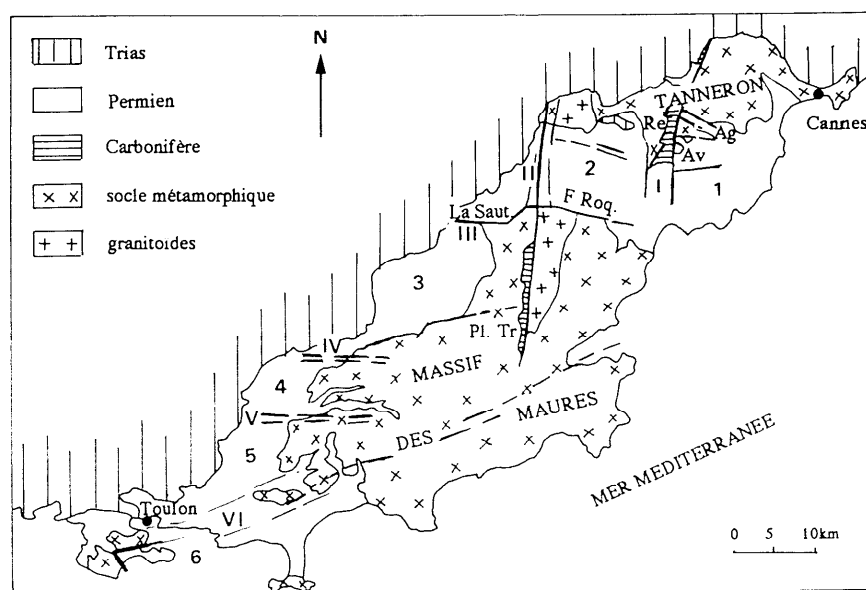 Trias
Permien
Carbonifère
socle métamorphique
granitoïdes
N
TANNERON
Cannes
Re
Ag
Av
2
II
I
1
La Saut.
F Roq.
III
3
Pl. Tr
IV
MASSIF
4
DES
MAURES
V
5
MER MEDITERRANEE
Toulon
VI
6
0 5 10km